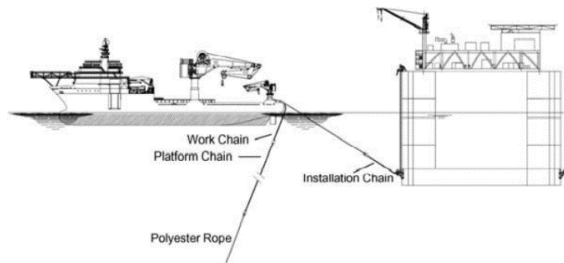 Work Chain
Platform Chain
Installation Chain
Polyester Rope